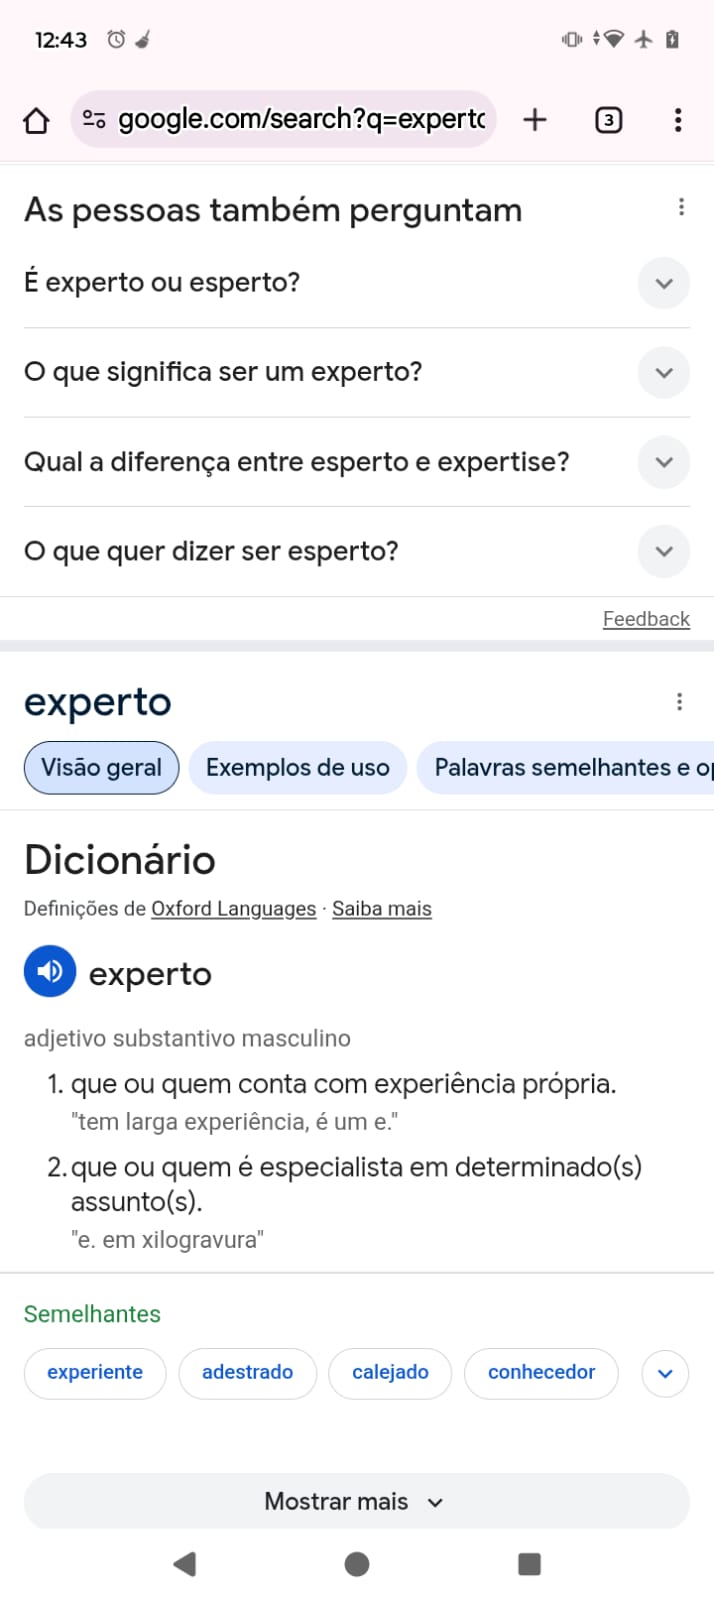 12:43
google.com/search?q=experto
3
As pessoas também perguntam
É experto ou esperto?
O que significa ser um experto?
Qual a diferença entre esperto e expertise?
O que quer dizer ser esperto?
Feedback
experto
Visão geral Exemplos de uso Palavras semelhantes e op
Dicionário
Definições de Oxford Languages · Saiba mais
experto
adjetivo substantivo masculino
1. que ou quem conta com experiência própria.
"tem larga experiência, é um e."
2. que ou quem é especialista em determinado(s)
assunto(s).
"e. em xilogravura"
Semelhantes
experiente adestrado calejado conhecedor
Mostrar mais